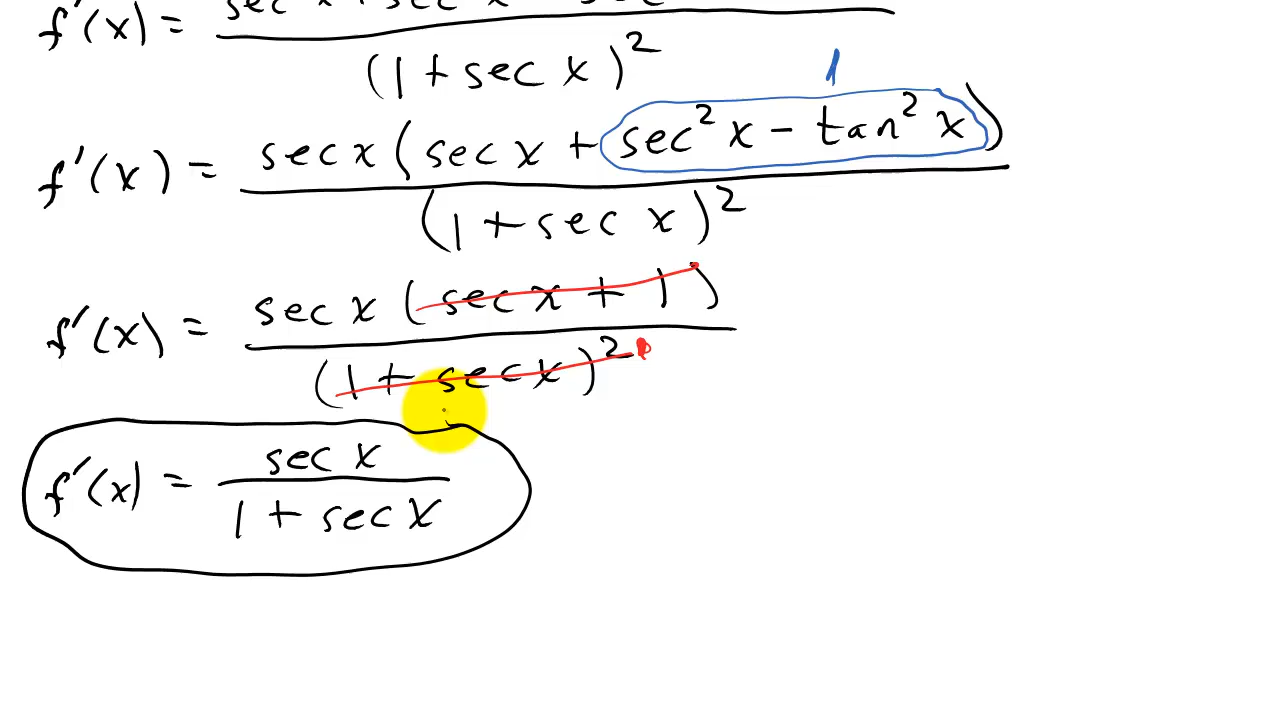 f'(x) =
(1 + sec x)²
1
f'(x) = sec x (sec x + sec² x - tan² x)
(1 + sec x)²
f'(x) = sec x (sec x + 1)
(1 + sec x)²
f'(x) = sec x
1 + sec x